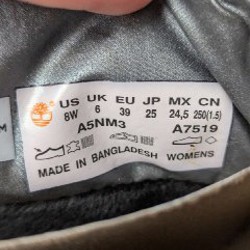 US UK EU JP MX CN
8W 6 39 25 24,5 250(1.5)
A5NM3 A7519
MADE IN BANGLADESH WOMENS
M